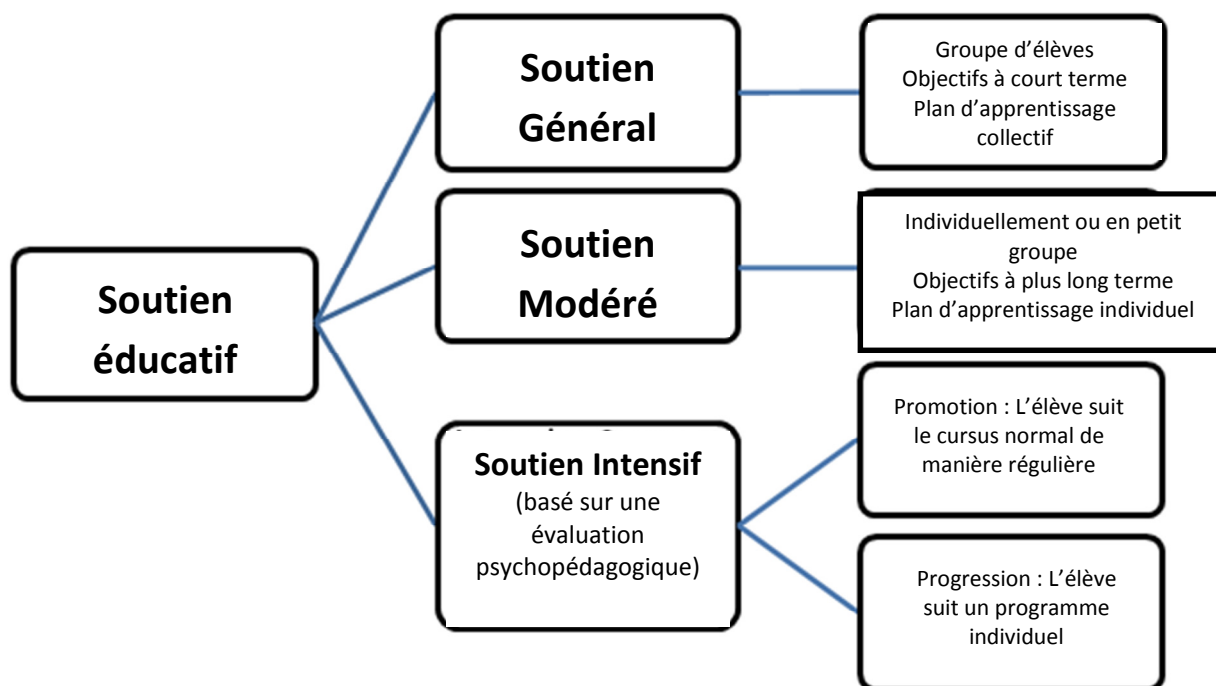 Soutien
éducatif
Soutien
Général
Groupe d'élèves
Objectifs à court terme
Plan d'apprentissage
collectif
Soutien
Modéré
Individuellement ou en petit
groupe
Objectifs à plus long terme
Plan d'apprentissage individuel
Soutien Intensif
(basé sur une
évaluation
psychopédagogique)
Promotion : L'élève suit
le cursus normal de
manière régulière
Progression : L'élève
suit un programme
individuel